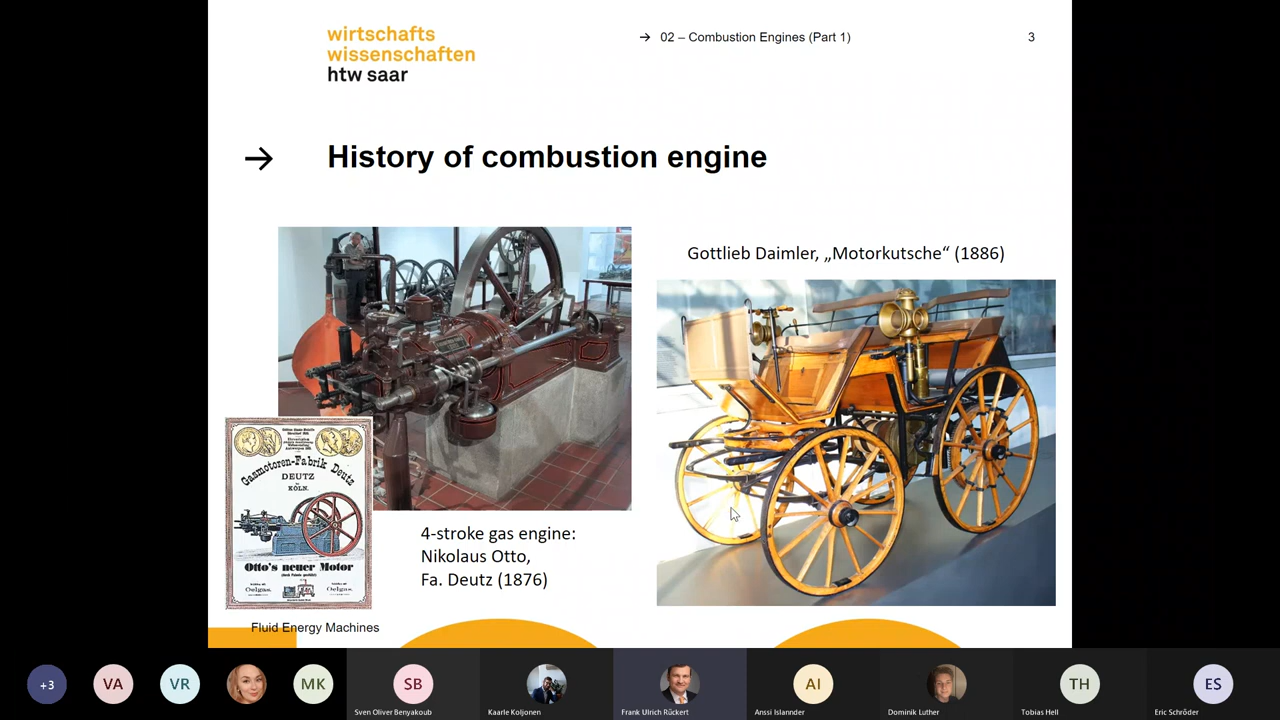 wirtschafts
wissenschaften
htw saar
→ 02 – Combustion Engines (Part 1)
3
→ History of combustion engine
Gottlieb Daimler, „Motorkutsche“ (1886)
Gasmotoren-Fabrik Deutz
DEUTZ
KÖLN.
Otto's neuer Motor
Oelgas.
Oelgas.
4-stroke gas engine:
Nikolaus Otto,
Fa. Deutz (1876)
Fluid Energy Machines
+3
VA
VR
MK
SB
AI
TH
ES
Sven Oliver Benyakoub
Kaarle Koljonen
Frank Ulrich Rückert
Anssi Islannder
Dominik Luther
Tobias Hell
Eric Schröder